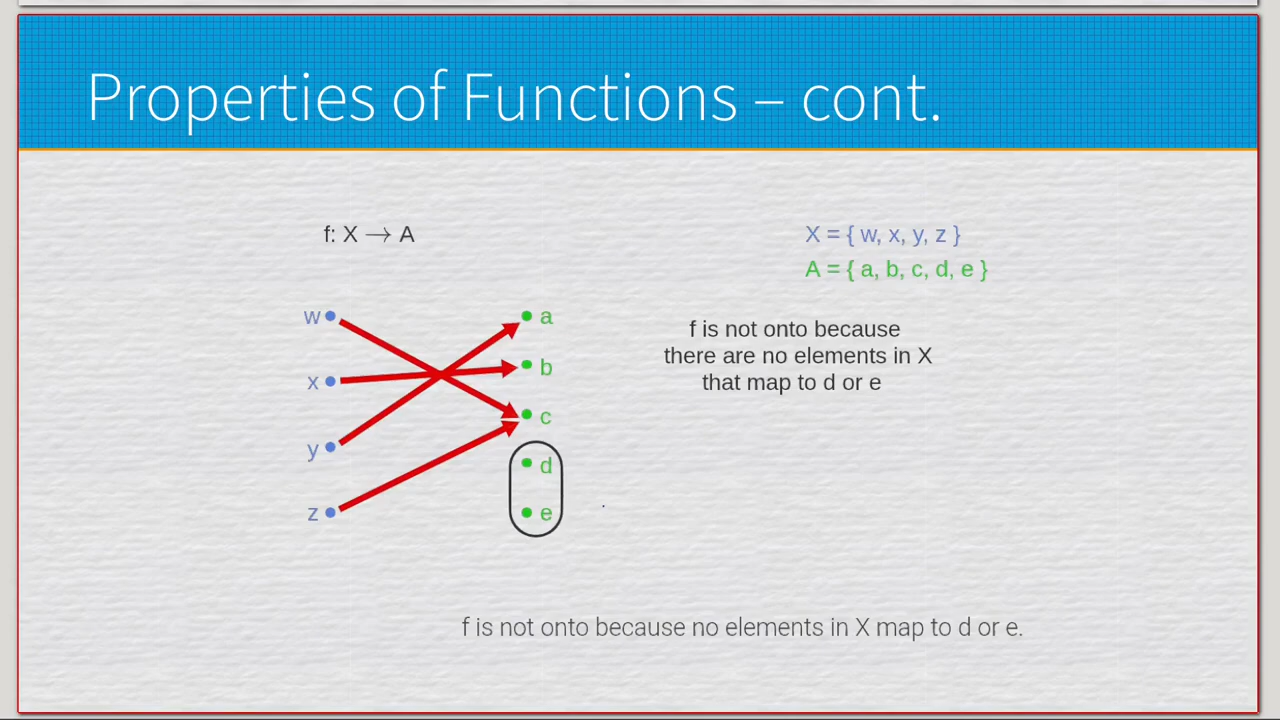 Properties of Functions – cont.
f: X → A
X = { w, x, y, z }
A = { a, b, c, d, e }
w
a
x
b
y
c
z
d
e
f is not onto because
there are no elements in X
that map to d or e
f is not onto because no elements in X map to d or e.